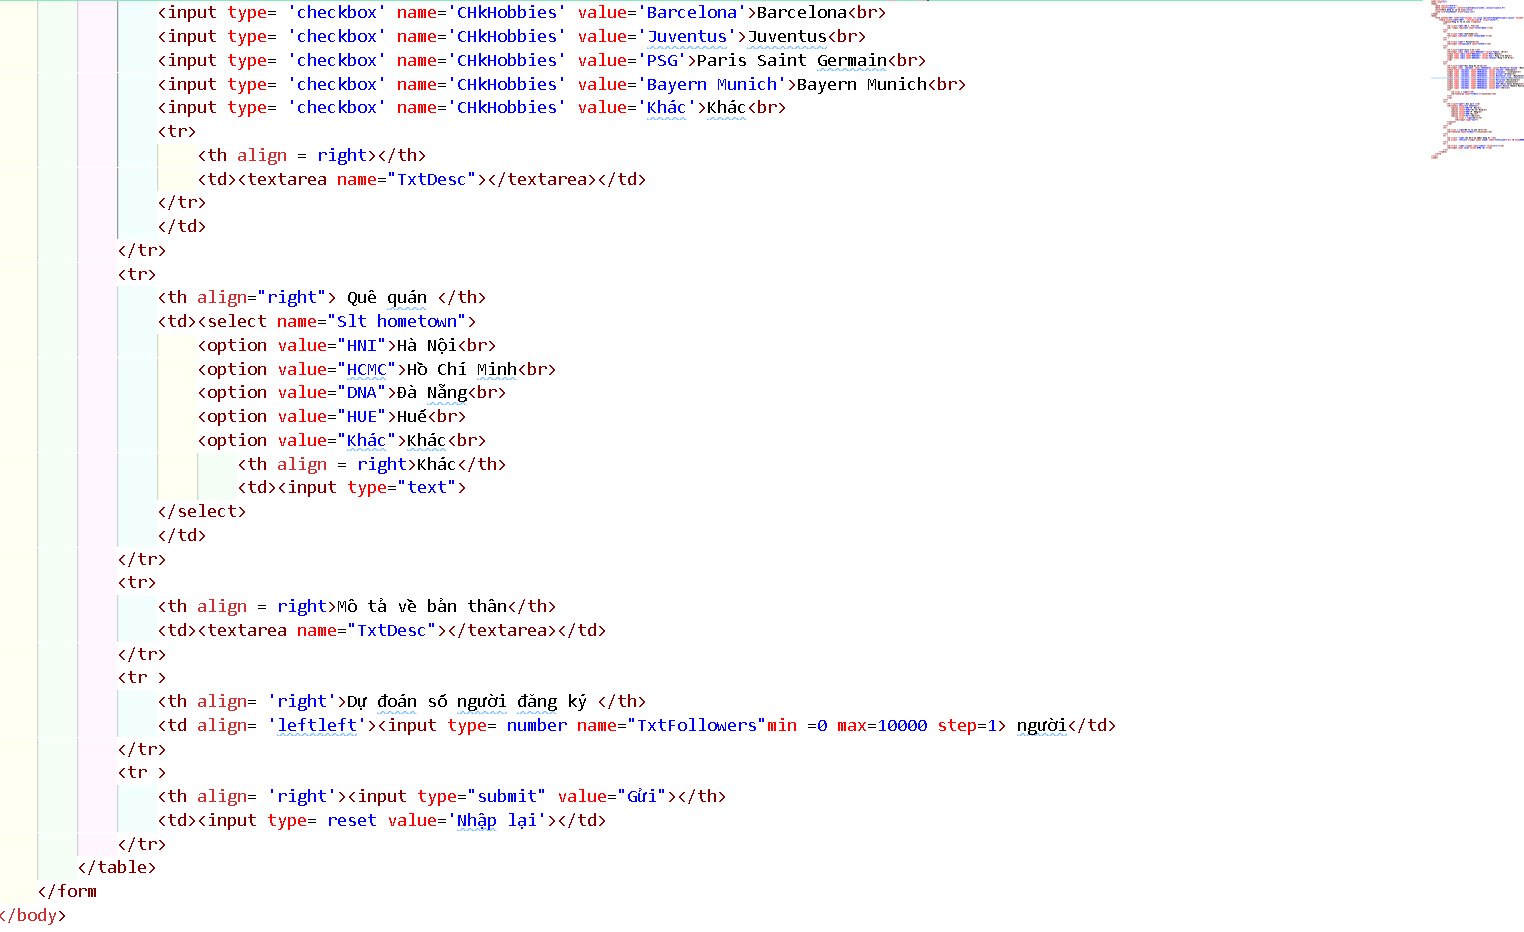 <input type= 'checkbox' name='CHkHobbies' value='Barcelona'>Barcelona<br>
<input type= 'checkbox' name='CHkHobbies' value='Juventus'>Juventus<br>
<input type= 'checkbox' name='CHkHobbies' value='PSG'>Paris Saint Germain<br>
<input type= 'checkbox' name='CHkHobbies' value='Bayern Munich'>Bayern Munich<br>
<input type= 'checkbox' name='CHkHobbies' value='Khác'>Khác<br>
<tr>
<th align = right></th>
<td><textarea name="TxtDesc"></textarea></td>
</tr>
</td>
</tr>
<tr>
<th align="right"> Quê quán </th>
<td><select name="Slt hometown">
<option value="HNI">Hà Nội<br>
<option value="HCMC">Hồ Chí Minh<br>
<option value="DNA">Đà Nẵng<br>
<option value="HUE">Huế<br>
<option value="Khác">Khác<br>
<th align = right>Khác</th>
<td><input type="text">
</select>
</td>
</tr>
<tr>
<th align = right>Mô tả về bản thân</th>
<td><textarea name="TxtDesc"></textarea></td>
</tr>
<tr >
<th align= 'right'>Dự đoán số người đăng ký </th>
<td align= 'leftleft'><input type= number name="TxtFollowers"min =0 max=10000 step=1> người</td>
</tr>
<tr >
<th align= 'right'><input type="submit" value="Gửi"></th>
<td><input type= reset value='Nhập lại'></td>
</tr>
</table>
</form
</body>